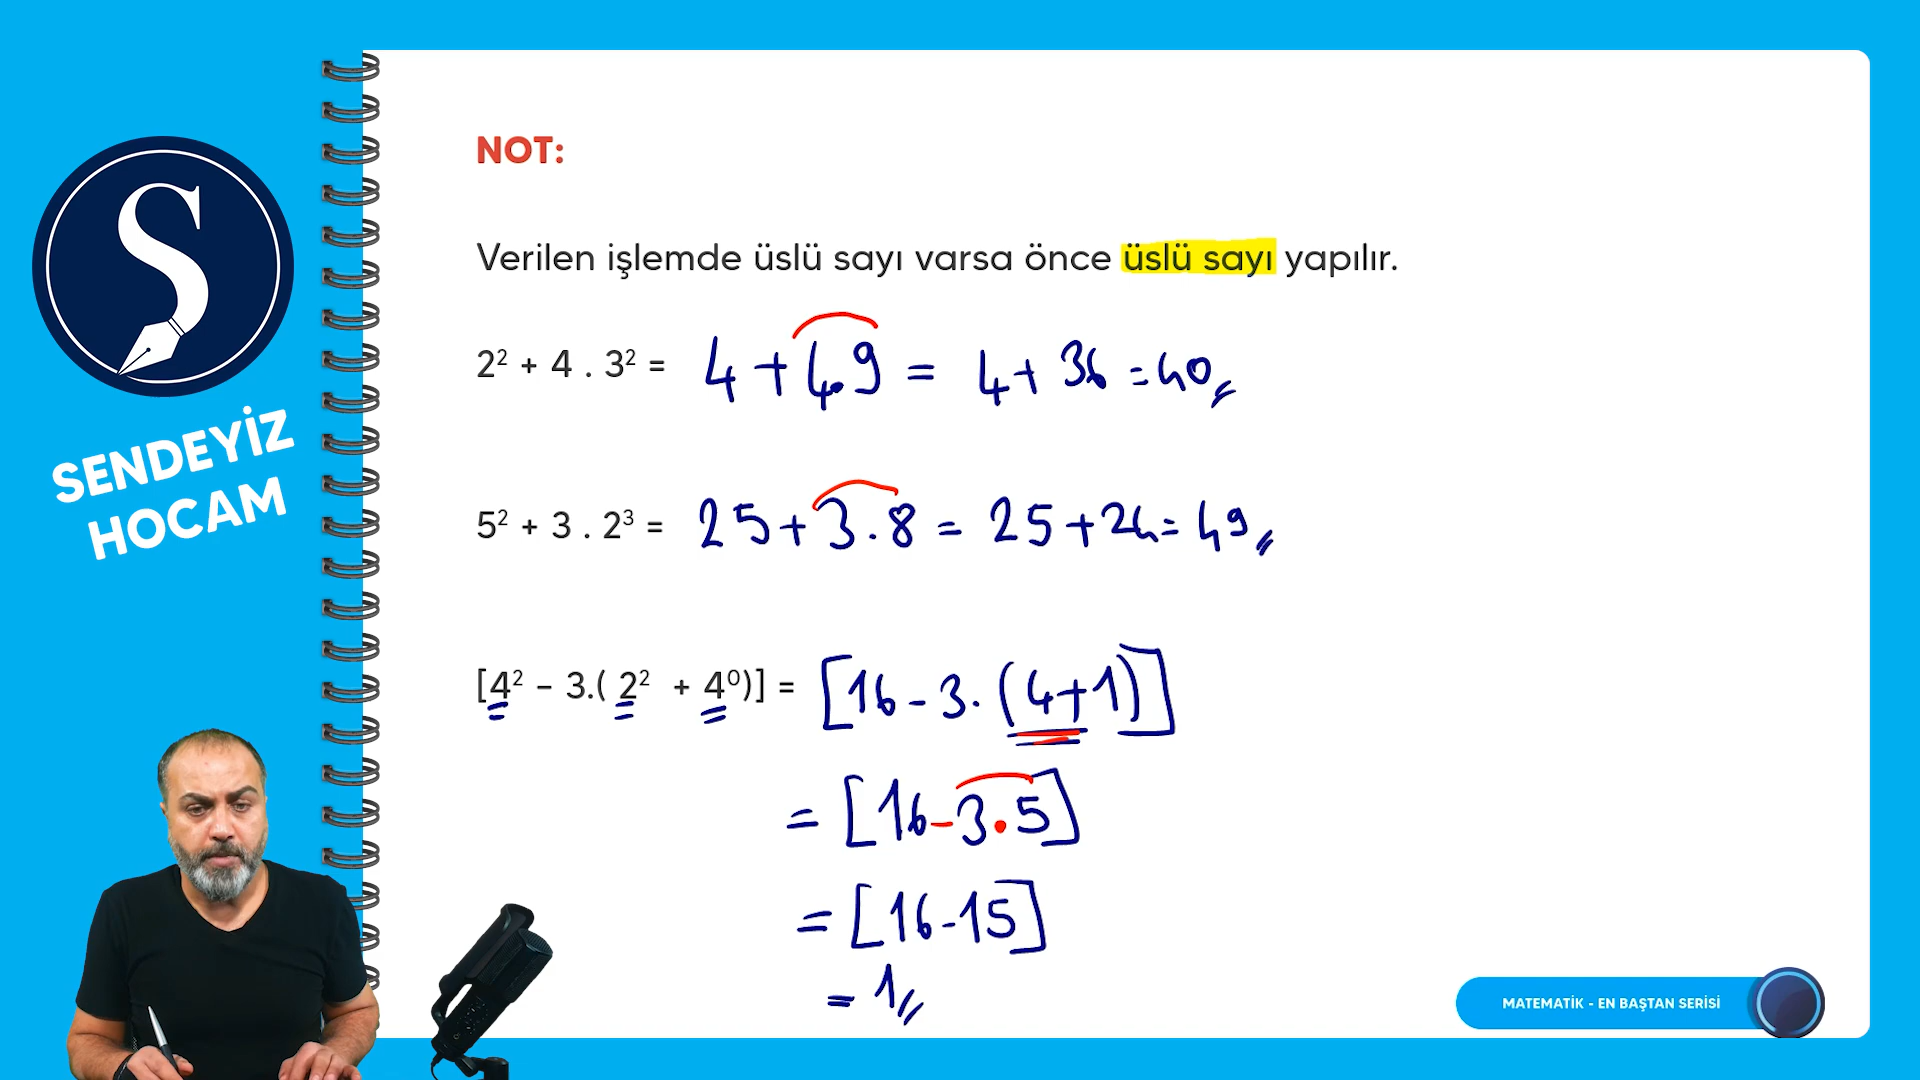 SENDEYİZ
HOCAM
NOT:
Verilen işlemde üslü sayı varsa önce üslü sayı yapılır.
2² + 4 . 3² = 4 + 4.9 = 4 + 36 = 40
5² + 3 . 2³ = 25 + 3 . 8 = 25 + 24 = 49
[4² − 3.( 2² + 4⁰)] = [16 − 3 . (4+1)]
= [16 − 3 . 5]
= [16 − 15]
= 1
MATEMATİK - EN BAŞTAN SERİSİ